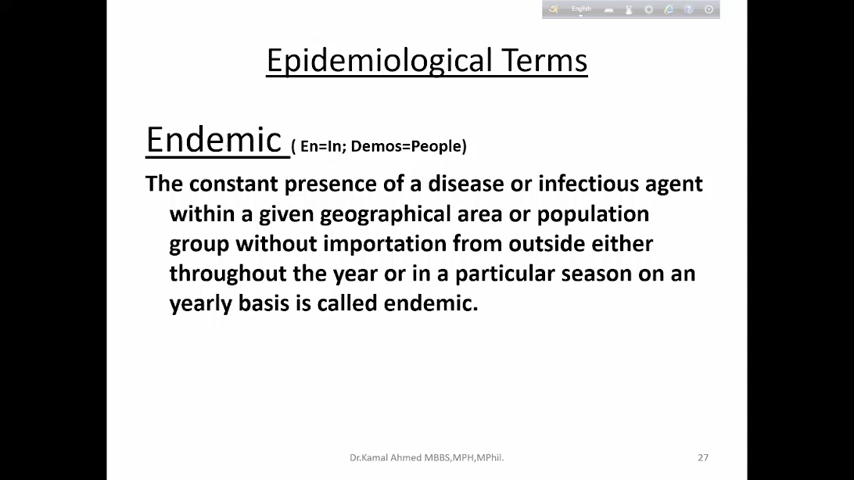 English
Epidemiological Terms
Endemic ( En=In; Demos=People)
The constant presence of a disease or infectious agent
within a given geographical area or population
group without importation from outside either
throughout the year or in a particular season on an
yearly basis is called endemic.
Dr.Kamal Ahmed MBBS,MPH,MPhil.
27